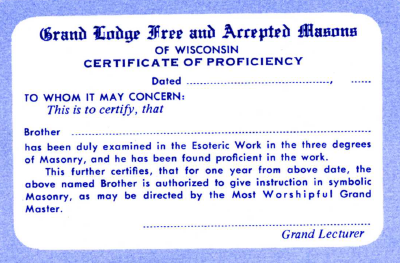 Grand Lodge Free and Accepted Masons
OF WISCONSIN
CERTIFICATE OF PROFICIENCY
Dated ........................................, ......
TO WHOM IT MAY CONCERN:
This is to certify, that
Brother ................................................................................
has been duly examined in the Esoteric Work in the three degrees
of Masonry, and he has been found proficient in the work.
This further certifies, that for one year from above date, the
above named Brother is authorized to give instruction in symbolic
Masonry, as may be directed by the Most Worshipful Grand
Master.
............................................................
Grand Lecturer